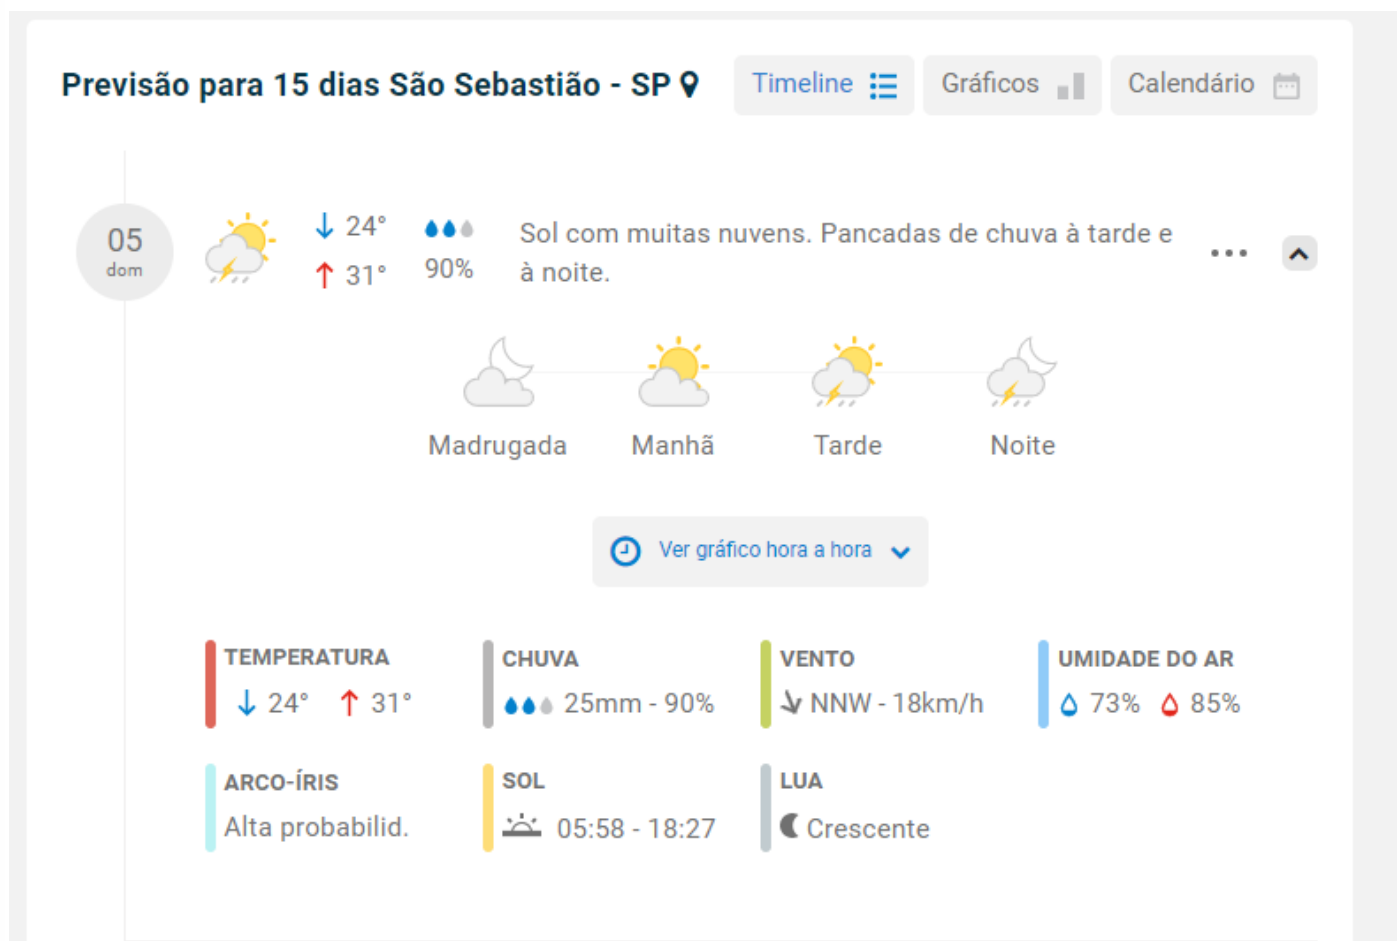 Previsão para 15 dias São Sebastião - SP
Timeline
Gráficos
Calendário
05
dom
24°
31°
90%
Sol com muitas nuvens. Pancadas de chuva à tarde e
à noite.
Madrugada
Manhã
Tarde
Noite
Ver gráfico hora a hora
TEMPERATURA
24° 31°
CHUVA
25mm - 90%
VENTO
NNW - 18km/h
UMIDADE DO AR
73% 85%
ARCO-ÍRIS
Alta probabilid.
SOL
05:58 - 18:27
LUA
Crescente